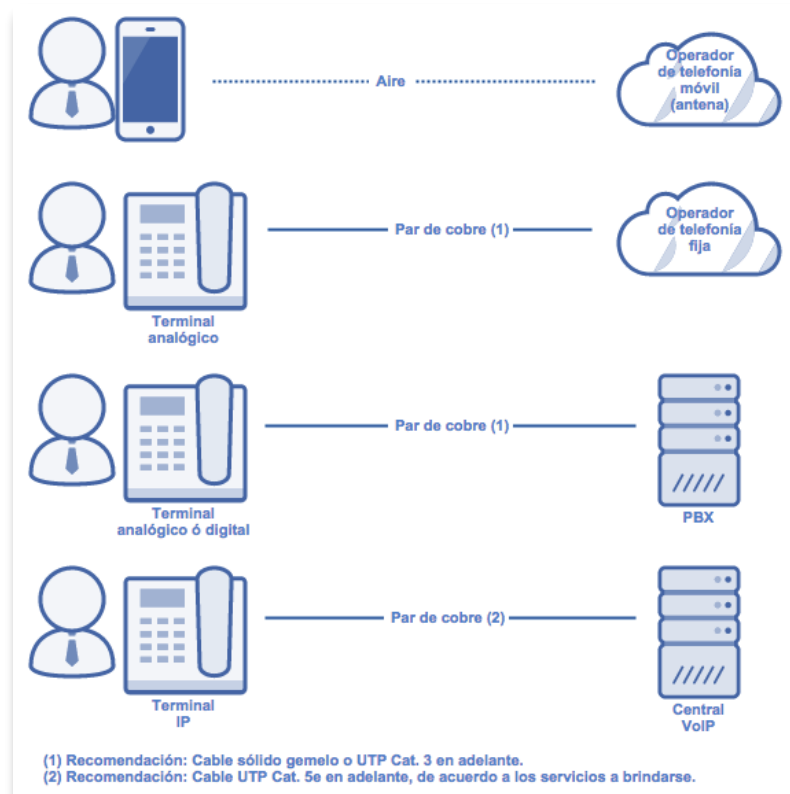 Aire
Operador
de telefonía
móvil
(antena)
Par de cobre (1)
Operador
de telefonía
fija
Terminal
analógico
Par de cobre (1)
Terminal
analógico ó digital
PBX
Par de cobre (2)
Terminal
IP
Central
VoIP
(1) Recomendación: Cable sólido gemelo o UTP Cat. 3 en adelante.
(2) Recomendación: Cable UTP Cat. 5e en adelante, de acuerdo a los servicios a brindarse.